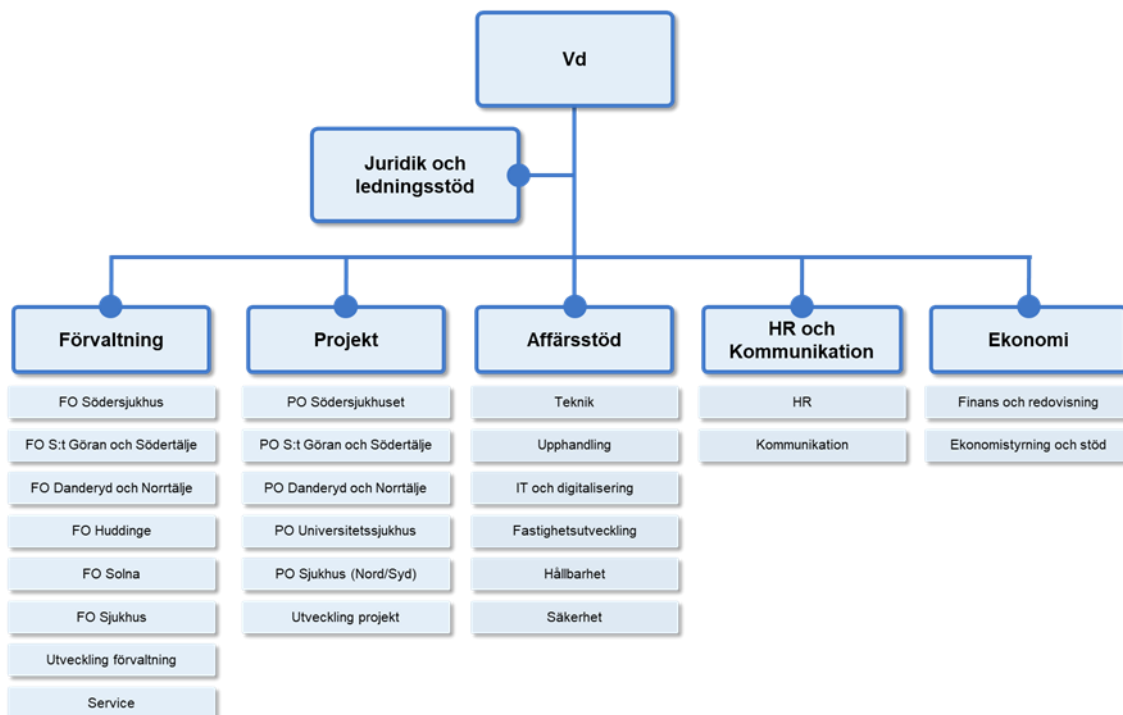 Vd
Juridik och
ledningsstöd
Förvaltning
FO Södersjukhus
FO S:t Göran och Södertälje
FO Danderyd och Norrtälje
FO Huddinge
FO Solna
FO Sjukhus
Utveckling förvaltning
Service
Projekt
PO Södersjukhuset
PO S:t Göran och Södertälje
PO Danderyd och Norrtälje
PO Universitetssjukhus
PO Sjukhus (Nord/Syd)
Utveckling projekt
Affärsstöd
Teknik
Upphandling
IT och digitalisering
Fastighetsutveckling
Hållbarhet
Säkerhet
HR och
Kommunikation
HR
Kommunikation
Ekonomi
Finans och redovisning
Ekonomistyrning och stöd